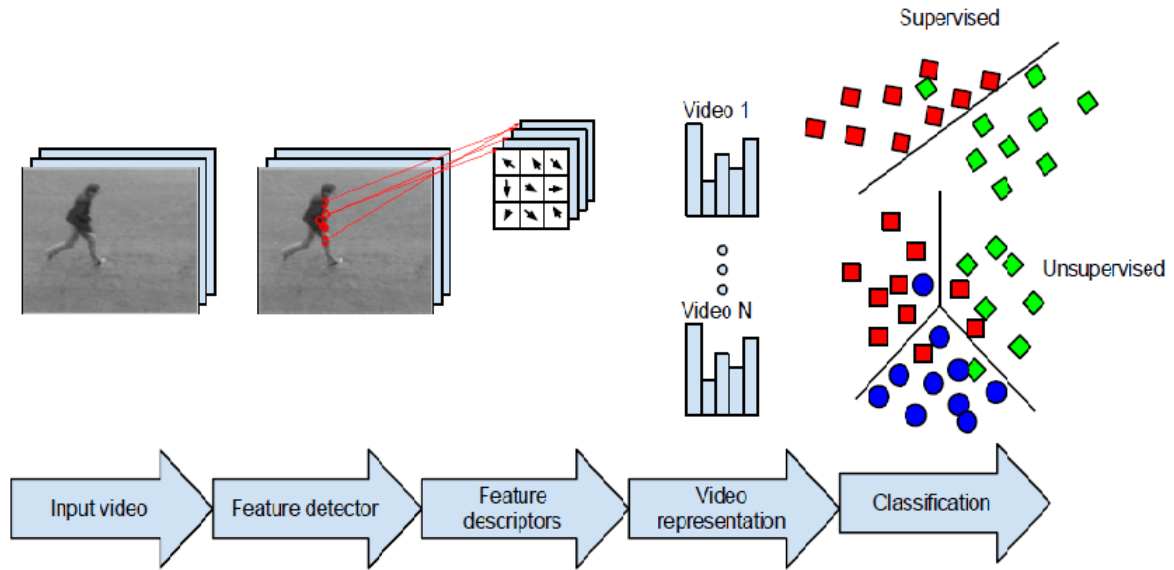 Supervised
Video 1
Unsupervised
Video N
Input video
Feature detector
Feature
descriptors
Video
representation
Classification